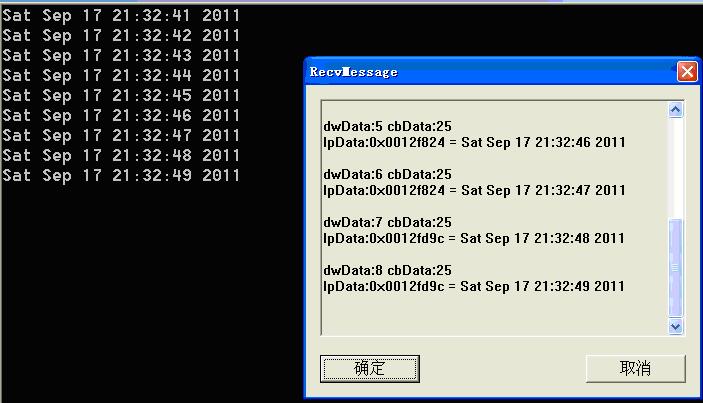 Sat Sep 17 21:32:41 2011
Sat Sep 17 21:32:42 2011
Sat Sep 17 21:32:43 2011
Sat Sep 17 21:32:44 2011
Sat Sep 17 21:32:45 2011
Sat Sep 17 21:32:46 2011
Sat Sep 17 21:32:47 2011
Sat Sep 17 21:32:48 2011
Sat Sep 17 21:32:49 2011
RecvMessage
dwData:5 cbData:25
lpData:0x0012f824 = Sat Sep 17 21:32:46 2011
dwData:6 cbData:25
lpData:0x0012f824 = Sat Sep 17 21:32:47 2011
dwData:7 cbData:25
lpData:0x0012fd9c = Sat Sep 17 21:32:48 2011
dwData:8 cbData:25
lpData:0x0012fd9c = Sat Sep 17 21:32:49 2011
确定
取消